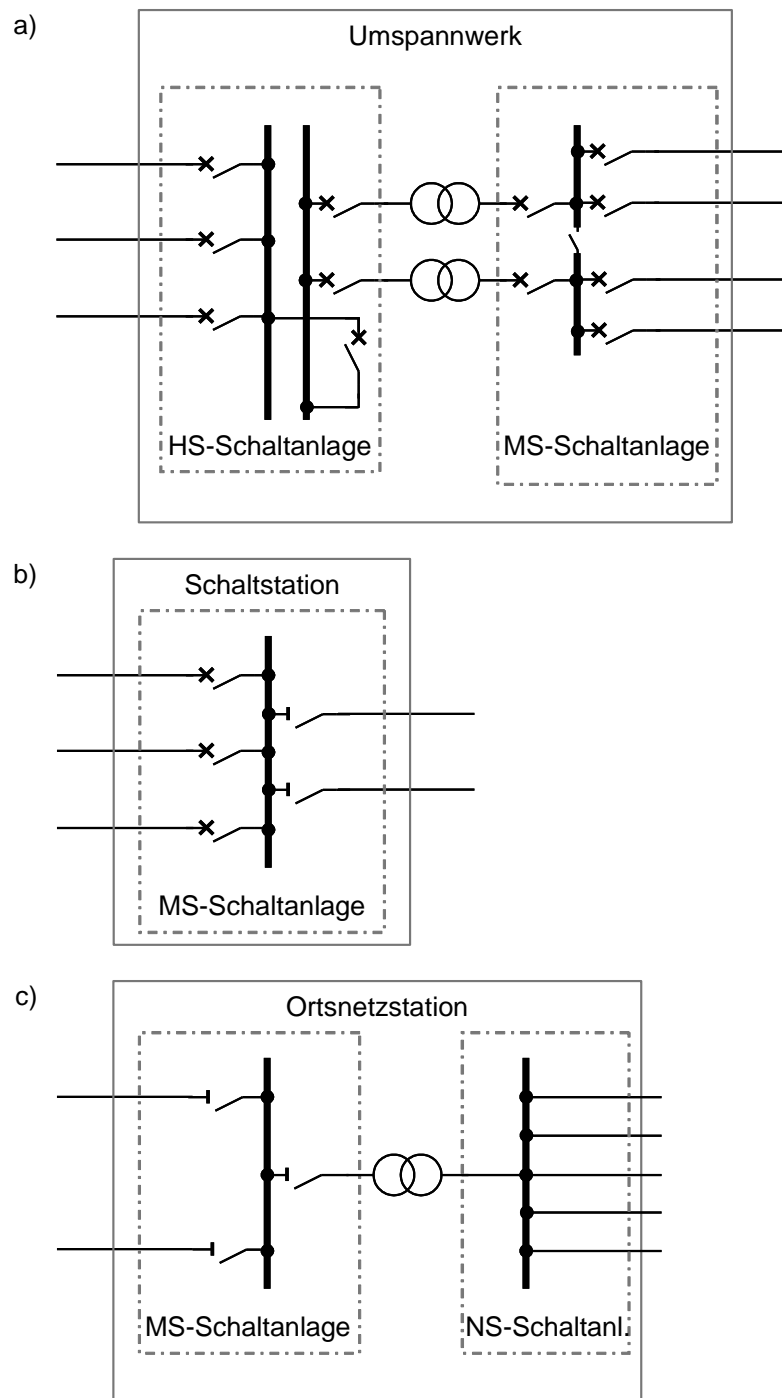 a)
Umspannwerk
HS-Schaltanlage
MS-Schaltanlage
b)
Schaltstation
MS-Schaltanlage
c)
Ortsnetzstation
MS-Schaltanlage
NS-Schaltanl.